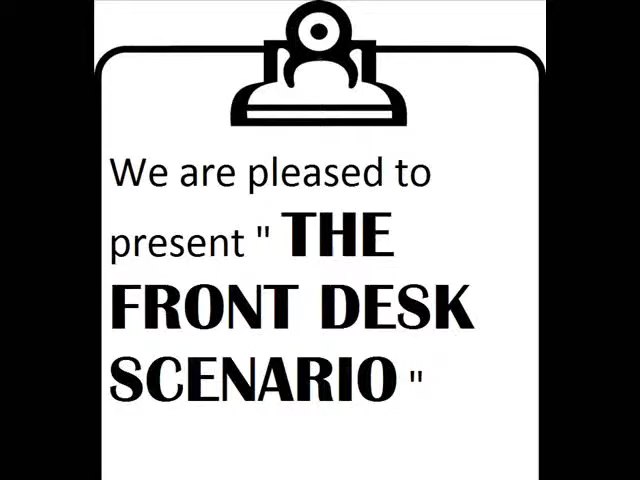 We are pleased to
present " THE
FRONT DESK
SCENARIO "